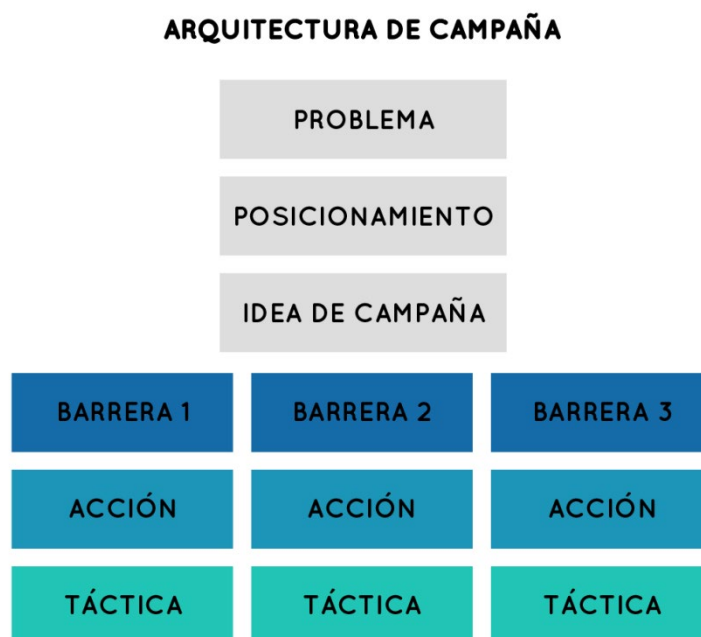 ARQUITECTURA DE CAMPAÑA
PROBLEMA
POSICIONAMIENTO
IDEA DE CAMPAÑA
BARRERA 1 BARRERA 2 BARRERA 3
ACCIÓN ACCIÓN ACCIÓN
TÁCTICA TÁCTICA TÁCTICA